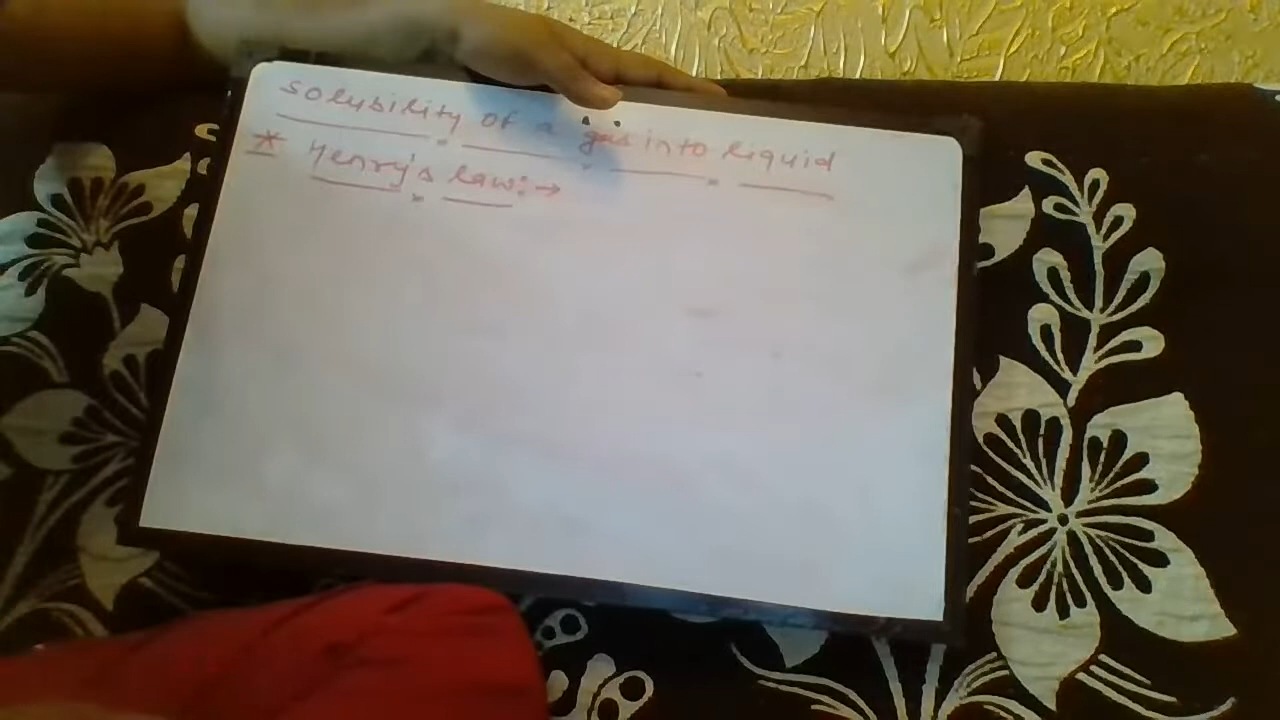 solubility of a gas into liquid
* Henry's law:→